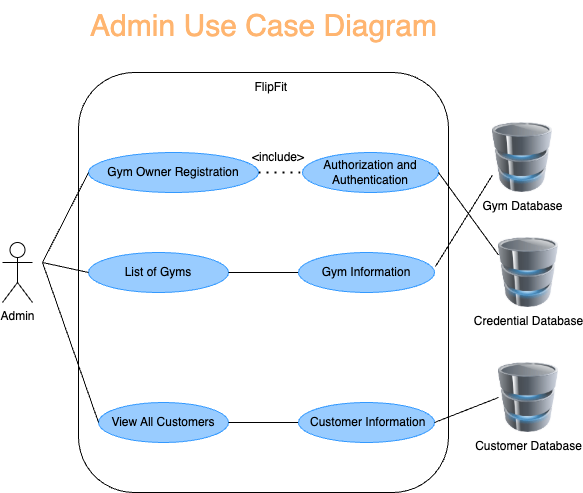 Admin Use Case Diagram
FlipFit
<include>
Gym Owner Registration
Authorization and
Authentication
Gym Database
List of Gyms
Gym Information
Admin
Credential Database
View All Customers
Customer Information
Customer Database